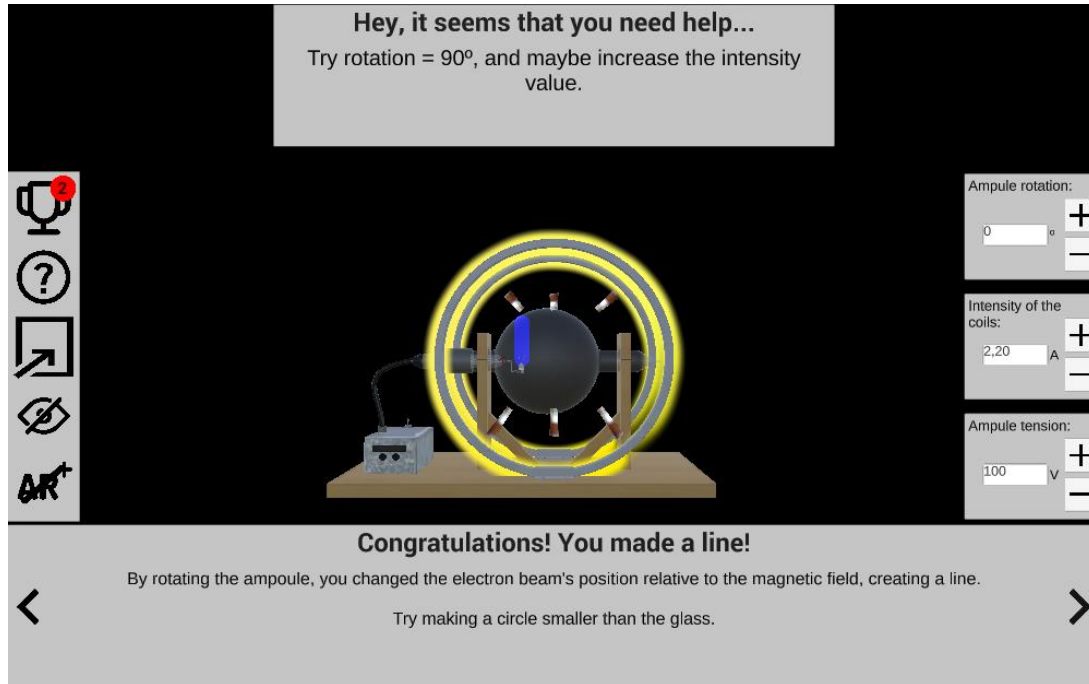 Hey, it seems that you need help...
Try rotation = 90º, and maybe increase the intensity
value.
2
?
AR+
Ampule rotation:
0 º
+
−
Intensity of the
coils:
2,20 A
+
−
Ampule tension:
100 V
+
−
Congratulations! You made a line!
By rotating the ampoule, you changed the electron beam's position relative to the magnetic field, creating a line.
Try making a circle smaller than the glass.